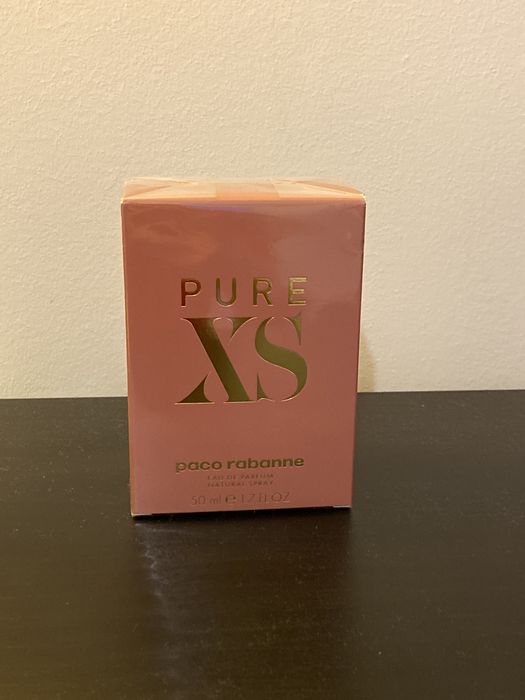 PURE
XS
paco rabanne
EAU DE PARFUM
NATURAL SPRAY
50 ml ℮ 1.7 FL.OZ